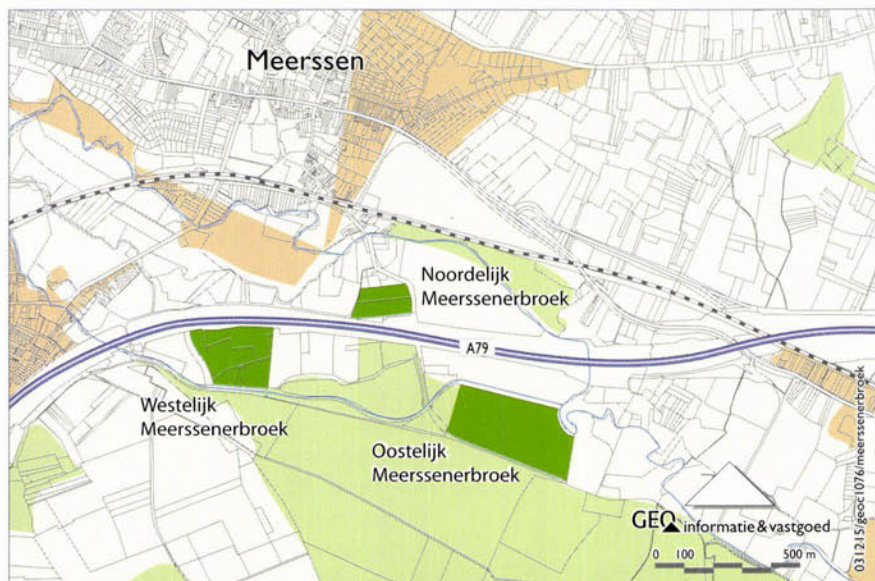 Meerssen
Noordelijk
Meerssenerbroek
A79
Westelijk
Meerssenerbroek
Oostelijk
Meerssenerbroek
GEO informatie & vastgoed
0 100 500 m
031215/geoc1076/meerssenerbroek